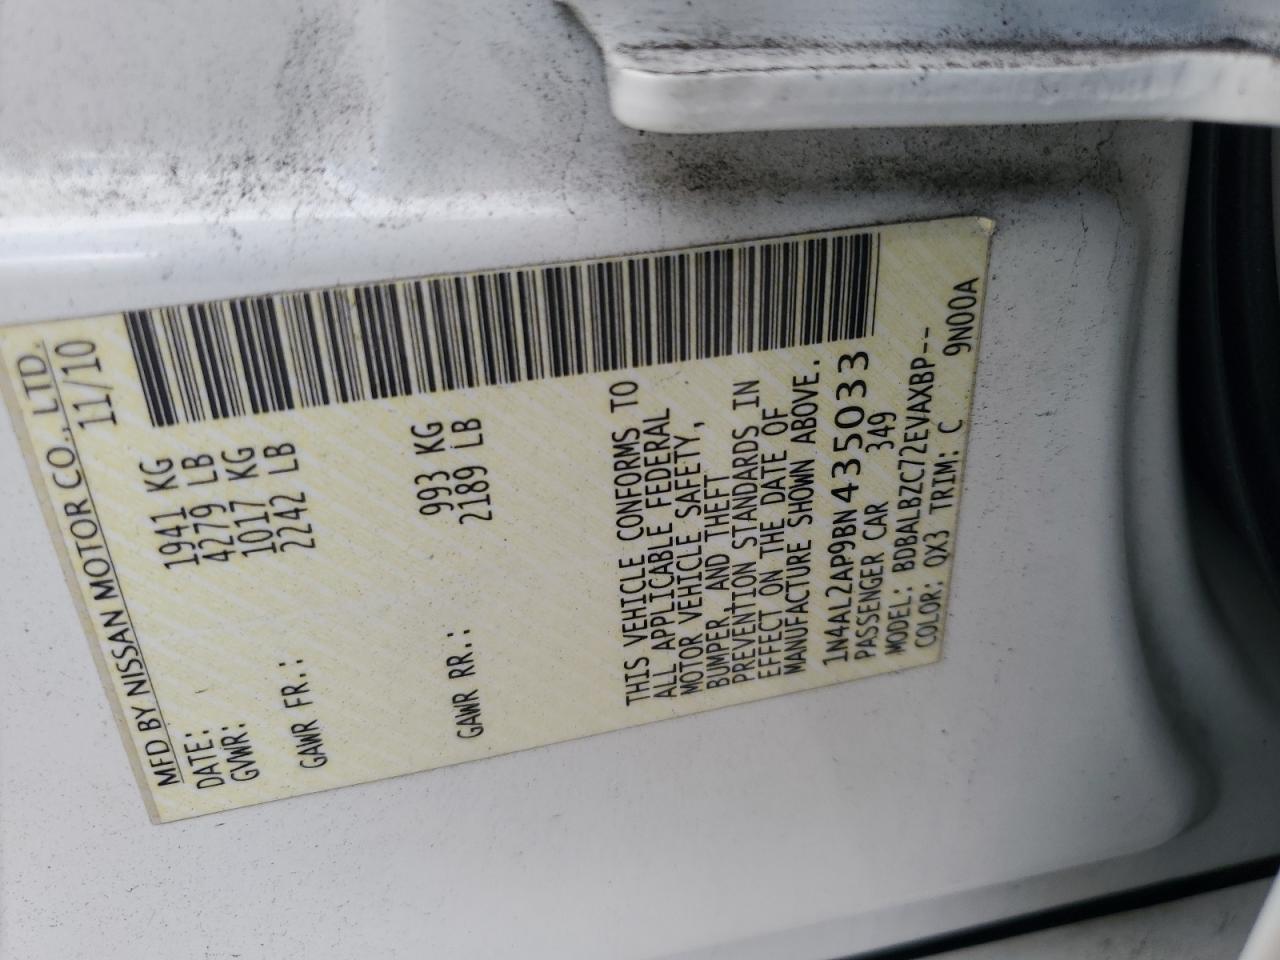 MFD BY NISSAN MOTOR CO., LTD.
DATE: 11/10
GVWR: 1941 KG
4279 LB
GAWR FR.: 1017 KG
2242 LB
GAWR RR.: 993 KG
2189 LB
THIS VEHICLE CONFORMS TO
ALL APPLICABLE FEDERAL
MOTOR VEHICLE SAFETY,
BUMPER, AND THEFT
PREVENTION STANDARDS IN
EFFECT ON THE DATE OF
MANUFACTURE SHOWN ABOVE.
1N4AL2AP9BN435033
PASSENGER CAR 349
MODEL: BDBALBZC72EVAXBP--
COLOR: QX3 TRIM: C 9N00A